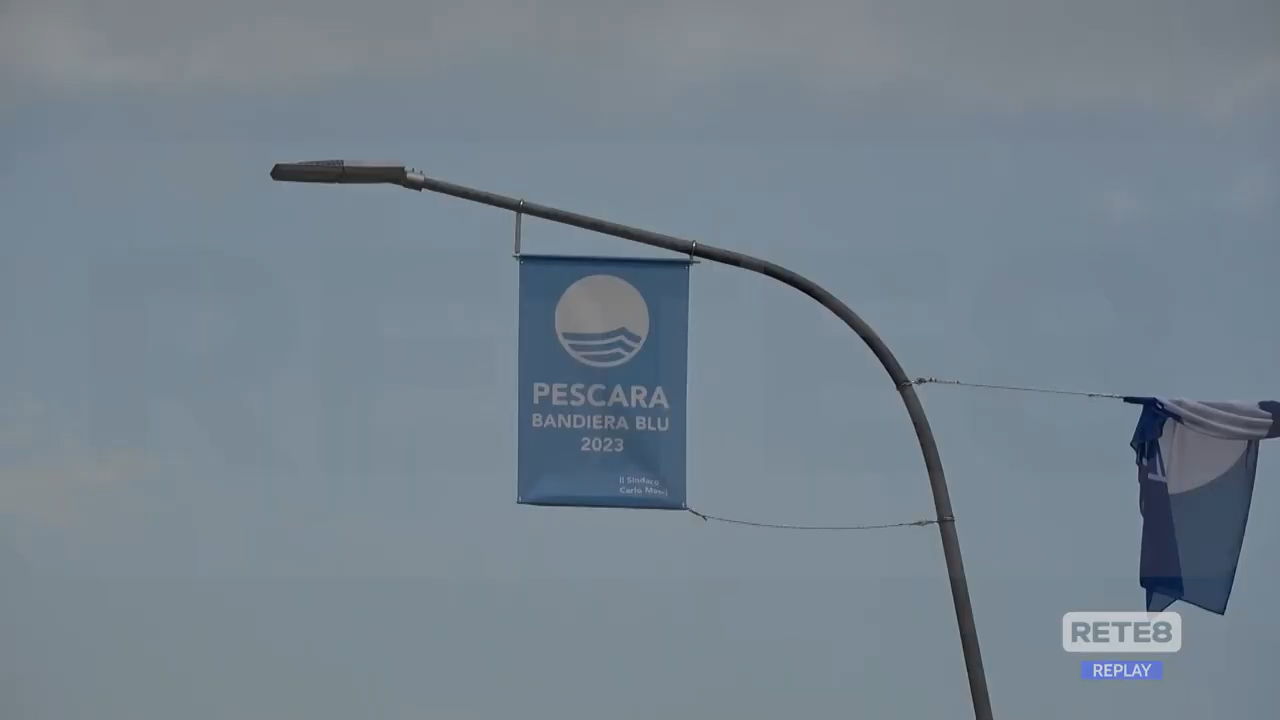 PESCARA
BANDIERA BLU
2023
Il Sindaco
Carlo Masci
RETE8
REPLAY